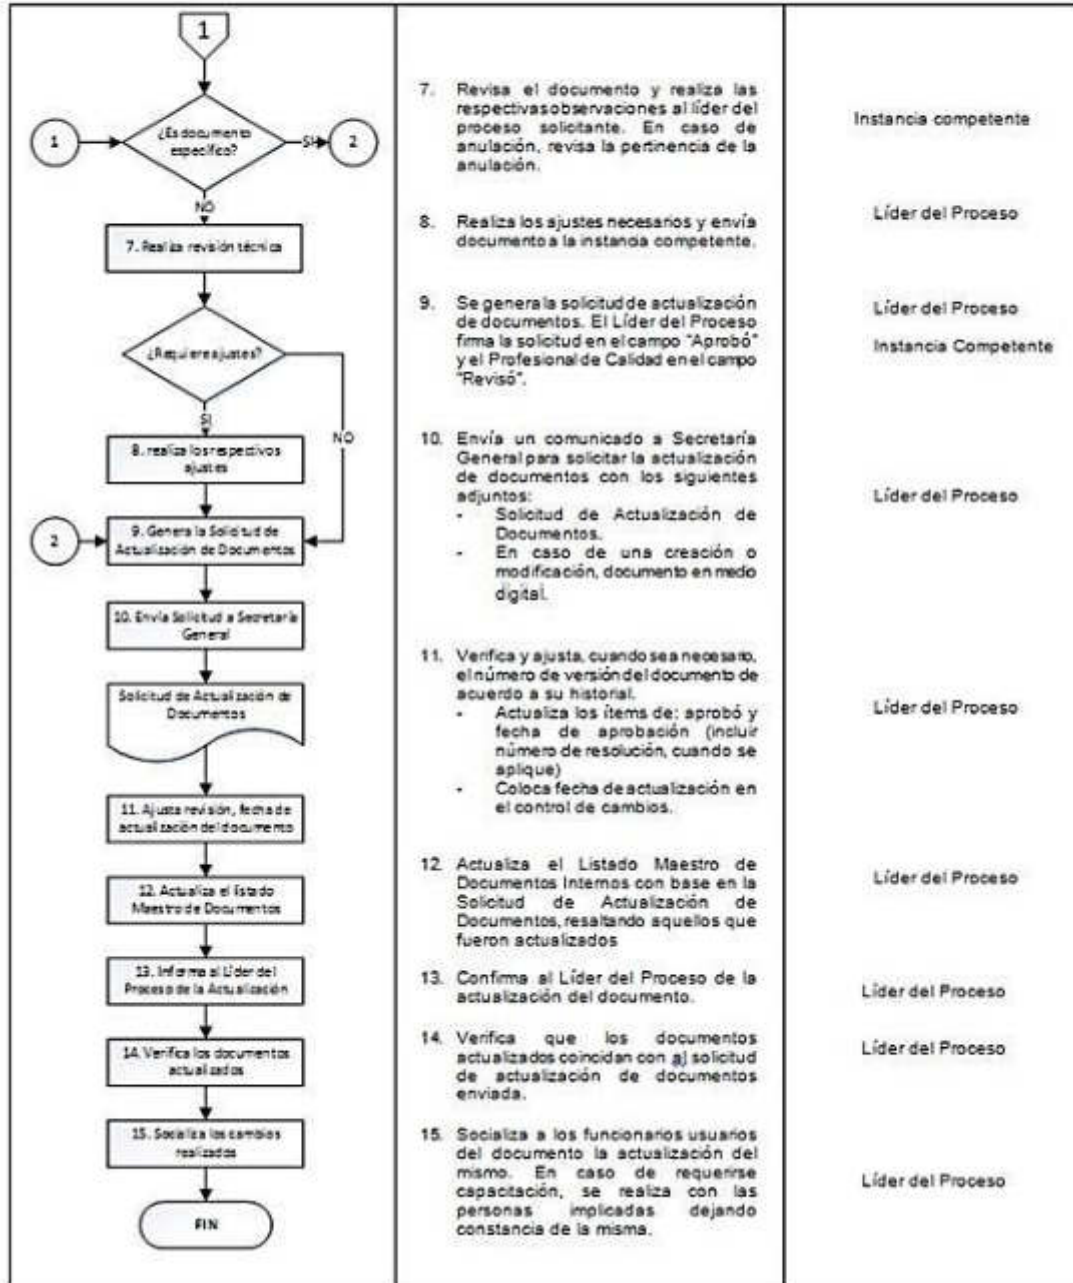 1
1
¿Es documento
específico?
SI
2
NO
7. Realiza revisión técnica
¿Requiere ajustes?
SI
NO
8. realiza los respectivos
ajustes
2
9. Genera la Solicitud de
Actualización de Documentos
10. Envía Solicitud a Secretaría
General
Solicitud de Actualización de
Documentos
11. Ajusta revisión, fecha de
actualización del documento
12. Actualiza el listado
Maestro de Documentos
13. Informa al Líder del
Proceso de la Actualización
14. Verifica los documentos
actualizados
15. Socializa los cambios
realizados
FIN
7. Revisa el documento y realiza las
respectivas observaciones al líder del
proceso solicitante. En caso de
anulación, revisa la pertinencia de la
anulación.
8. Realiza los ajustes necesarios y envía
documento a la instancia competente.
9. Se genera la solicitud de actualización
de documentos. El Líder del Proceso
firma la solicitud en el campo "Aprobó"
y el Profesional de Calidad en el campo
"Revisó".
10. Envía un comunicado a Secretaría
General para solicitar la actualización
de documentos con los siguientes
adjuntos:
- Solicitud de Actualización de
Documentos.
- En caso de una creación o
modificación, documento en medio
digital.
11. Verifica y ajusta, cuando sea necesario,
el número de versión del documento de
acuerdo a su historial.
- Actualiza los ítems de: aprobó y
fecha de aprobación (incluir
número de resolución, cuando se
aplique)
- Coloca fecha de actualización en
el control de cambios.
12. Actualiza el Listado Maestro de
Documentos Internos con base en la
Solicitud de Actualización de
Documentos, resaltando aquellos que
fueron actualizados
13. Confirma al Líder del Proceso de la
actualización del documento.
14. Verifica que los documentos
actualizados coincidan con al solicitud
de actualización de documentos
enviada.
15. Socializa a los funcionarios usuarios
del documento la actualización del
mismo. En caso de requerirse
capacitación, se realiza con las
personas implicadas dejando
constancia de la misma.
Instancia competente
Líder del Proceso
Líder del Proceso
Instancia Competente
Líder del Proceso
Líder del Proceso
Líder del Proceso
Líder del Proceso
Líder del Proceso
Líder del Proceso